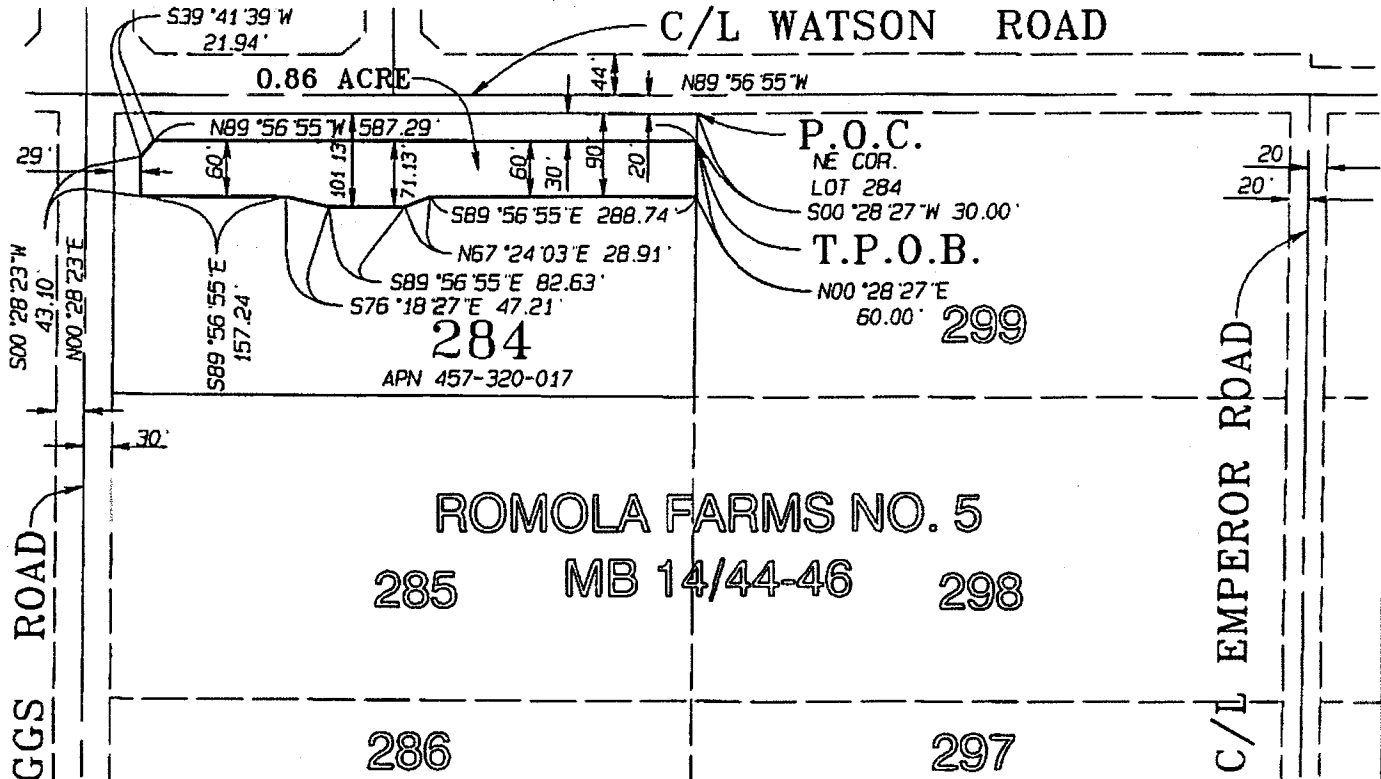 S39°41'39"W
21.94'
C/L WATSON ROAD
0.86 ACRE
44'
N89°56'55"W
N89°56'55"W 587.29'
P.O.C.
NE COR.
LOT 284
S00°28'27"W 30.00'
T.P.O.B.
N00°28'27"E
60.00'
29'
60'
101.13'
71.13'
60'
30'
90'
20'
20
20'
S89°56'55"E 288.74'
N67°24'03"E 28.91'
S89°56'55"E 82.63'
S76°18'27"E 47.21'
S00°28'23"W
43.10'
N00°28'23"E
S89°56'55"E
157.24'
284
APN 457-320-017
299
30'
ROMOLA FARMS NO. 5
MB 14/44-46
285
298
286
297
GGS ROAD
C/L EMPEROR ROAD